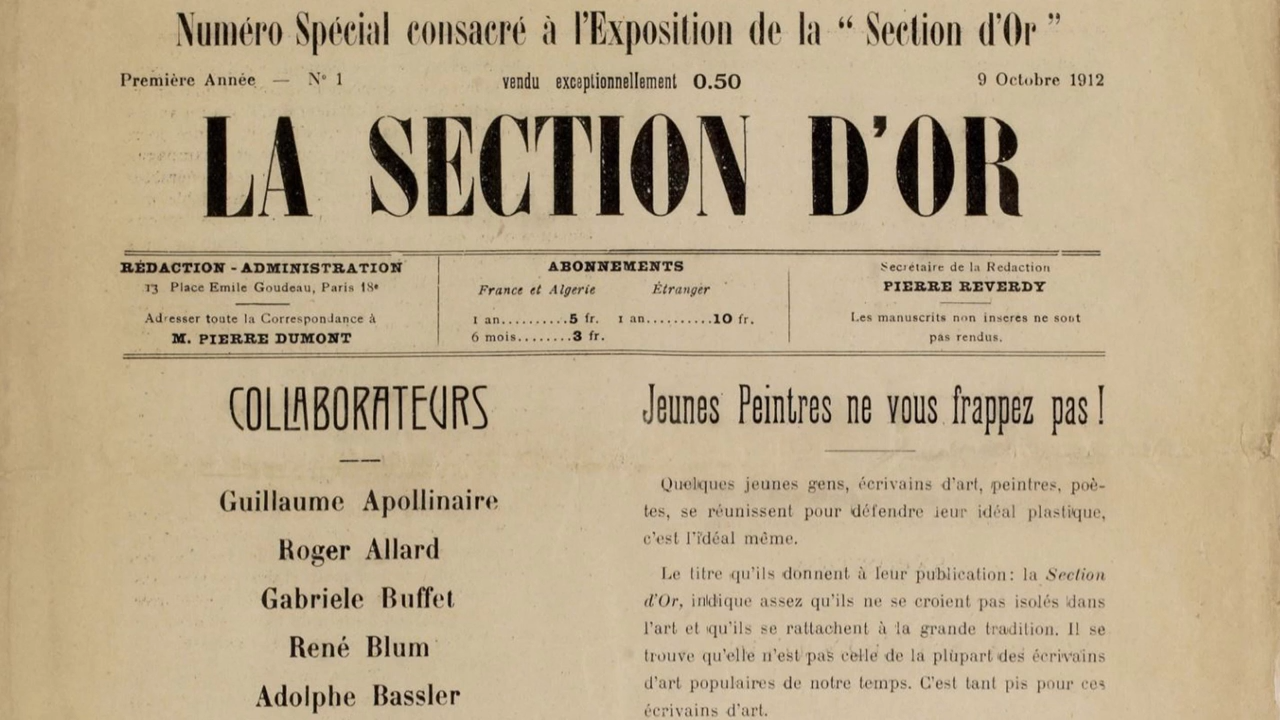 Numéro Spécial consacré à l'Exposition de la “ Section d'Or ”
Première Année — N° 1
vendu exceptionnellement 0.50
9 Octobre 1912
LA SECTION D'OR
RÉDACTION - ADMINISTRATION
13 Place Emile Goudeau, Paris 18e
Adresser toute la Correspondance à
M. PIERRE DUMONT
ABONNEMENTS
France et Algerie Étranger
1 an..........5 fr. 1 an..........10 fr.
6 mois........3 fr.
Secrétaire de la Redaction
PIERRE REVERDY
Les manuscrits non inseres ne sont
pas rendus.
COLLABORATEURS
Guillaume Apollinaire
Roger Allard
Gabriele Buffet
René Blum
Adolphe Bassler
Jeunes Peintres ne vous frappez pas !
Quelques jeunes gens, écrivains d'art, peintres, poè-
tes, se réunissent pour défendre leur idéal plastique,
c'est l'idéal même.
Le titre qu'ils donnent à leur publication : la Section
d'Or, indique assez qu'ils ne se croient pas isolés dans
l'art et qu'ils se rattachent à la grande tradition. Il se
trouve qu'elle n'est pas celle de la plupart des écrivains
d'art populaires de notre temps. C'est tant pis pour ces
écrivains d'art.